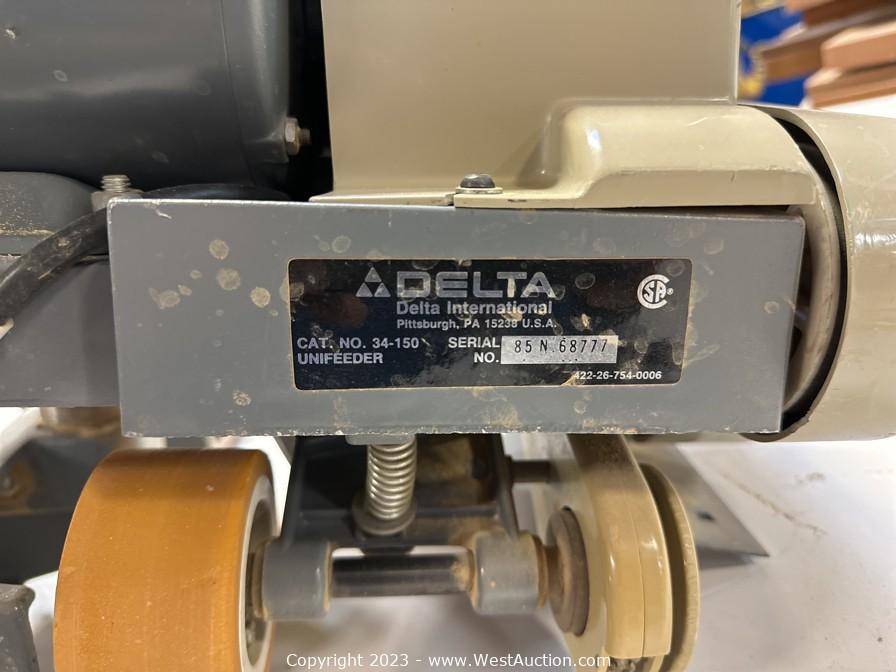 DELTA
Delta International
Pittsburgh, PA 15238 U.S.A.
CAT. NO. 34-150 SERIAL 85 N. 68777
UNIFEEDER NO.
422-26-754-0006
SA ®
Copyright 2023 - www.WestAuction.com